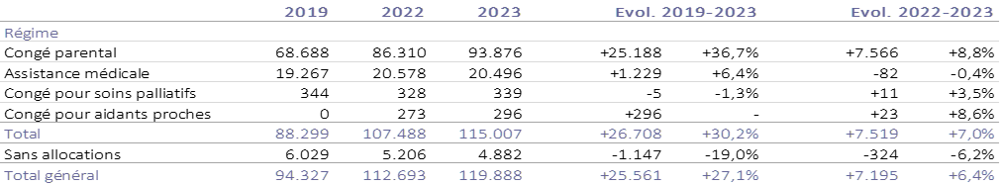 2019 2022 2023 Evol. 2019-2023 Evol. 2022-2023
Régime
Congé parental 68.688 86.310 93.876 +25.188 +36,7% +7.566 +8,8%
Assistance médicale 19.267 20.578 20.496 +1.229 +6,4% -82 -0,4%
Congé pour soins palliatifs 344 328 339 -5 -1,3% +11 +3,5%
Congé pour aidants proches 0 273 296 +296 - +23 +8,6%
Total 88.299 107.488 115.007 +26.708 +30,2% +7.519 +7,0%
Sans allocations 6.029 5.206 4.882 -1.147 -19,0% -324 -6,2%
Total général 94.327 112.693 119.888 +25.561 +27,1% +7.195 +6,4%